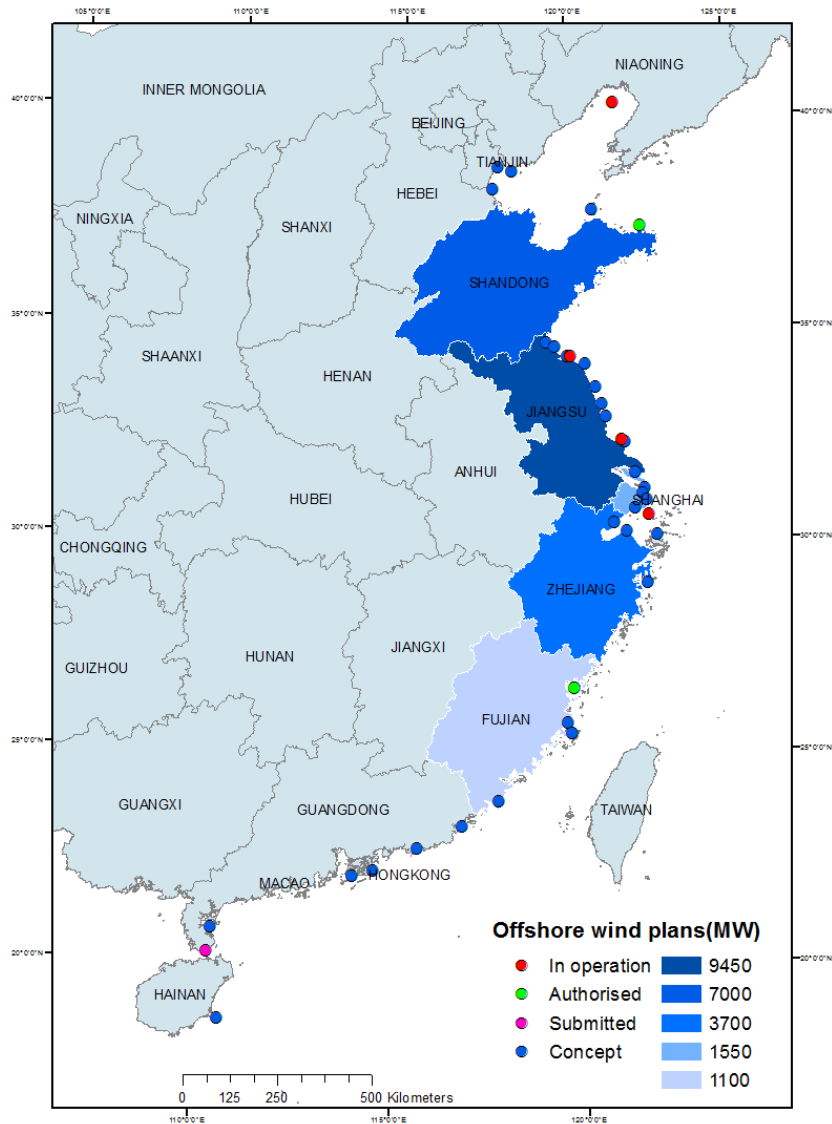 110°0'0"E 115°0'0"E 120°0'0"E 125°0'0"E
NIAONING
INNER MONGOLIA
40°0'0"N 40°0'0"N
BEIJING
TIANJIN
HEBEI
NINGXIA
SHANXI
SHANDONG
35°0'0"N 35°0'0"N
SHAANXI
HENAN
JIANGSU
ANHUI
HUBEI
SHANGHAI
30°0'0"N 30°0'0"N
CHONGQING
ZHEJIANG
JIANGXI
HUNAN
GUIZHOU
FUJIAN
25°0'0"N 25°0'0"N
GUANGXI
GUANGDONG
TAIWAN
HONGKONG
MACAO
Offshore wind plans(MW)
20°0'0"N 20°0'0"N
In operation 9450
HAINAN
Authorised 7000
Submitted 3700
Concept 1550
1100
0 125 250 500 Kilometers
110°0'0"E 115°0'0"E 120°0'0"E